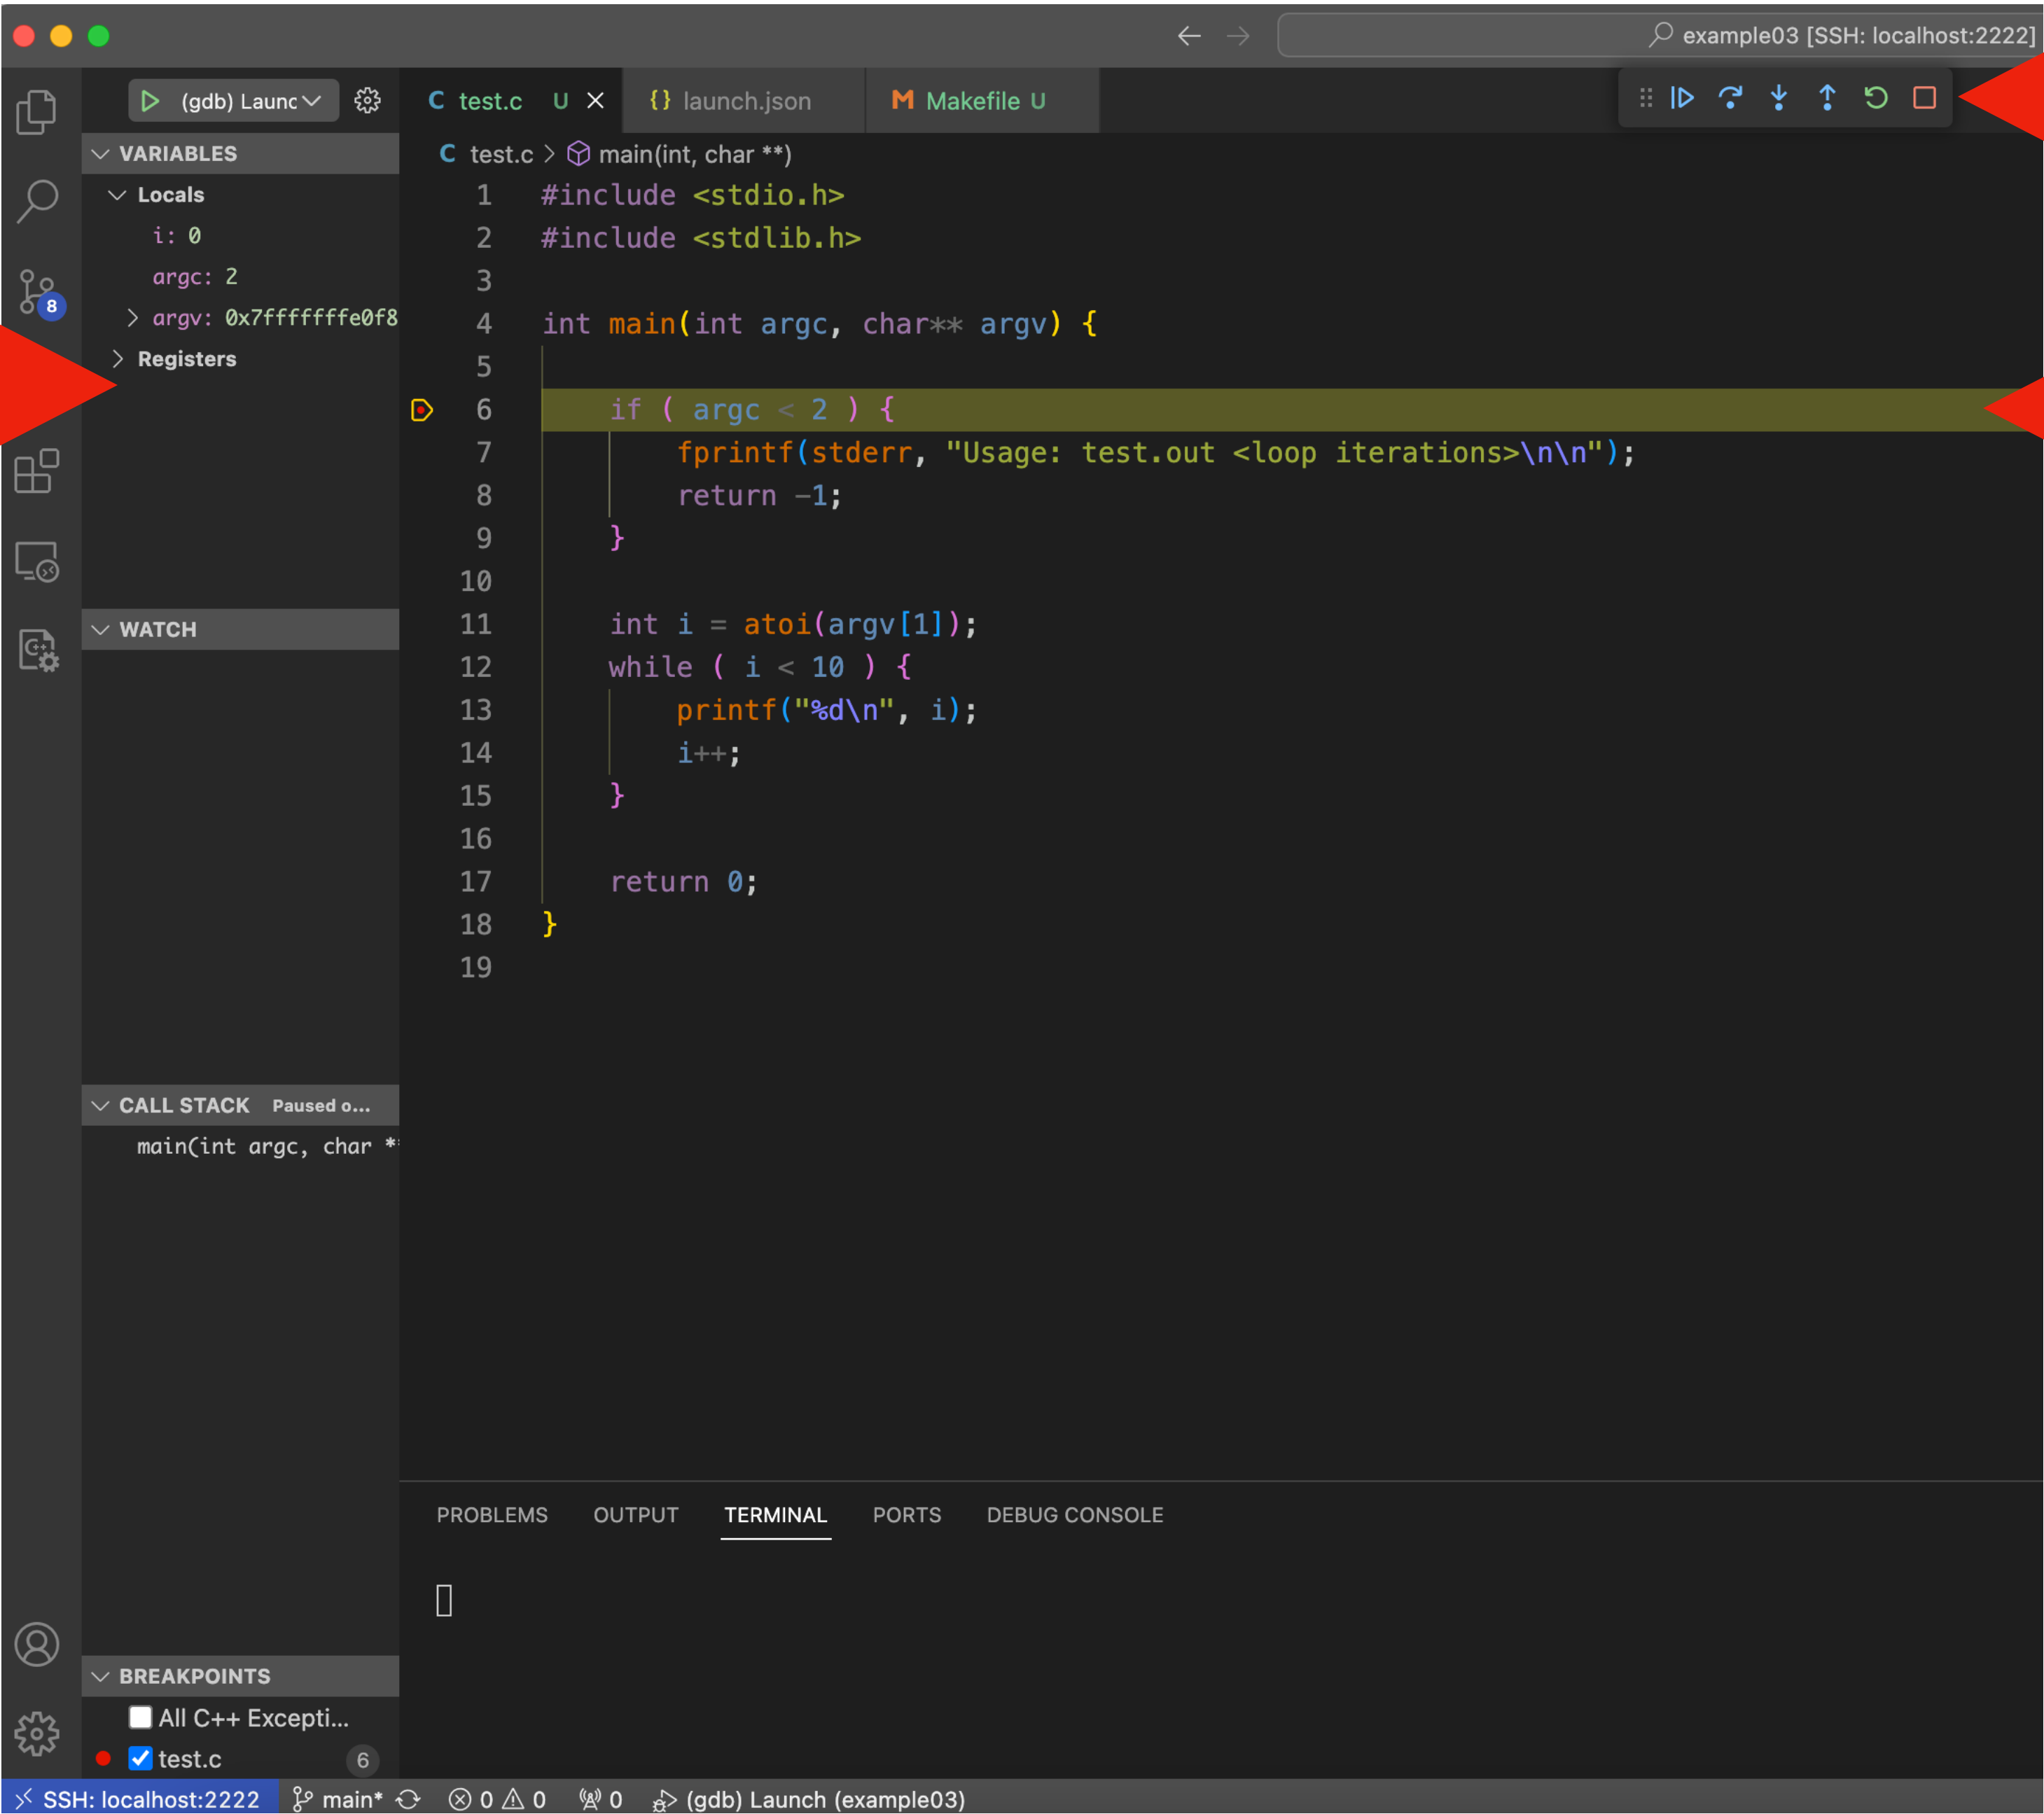 example03 [SSH: localhost:2222]
(gdb) Launc
C test.c U
{} launch.json
M Makefile U
VARIABLES
Locals
i: 0
argc: 2
argv: 0x7fffffffe0f8
Registers
8
WATCH
CALL STACK Paused o...
main(int argc, char *
BREAKPOINTS
All C++ Excepti...
test.c 6
C test.c > main(int, char **)
1 #include <stdio.h>
2 #include <stdlib.h>
3
4 int main(int argc, char** argv) {
5
6 if ( argc < 2 ) {
7 fprintf(stderr, "Usage: test.out <loop iterations>\n\n");
8 return -1;
9 }
10
11 int i = atoi(argv[1]);
12 while ( i < 10 ) {
13 printf("%d\n", i);
14 i++;
15 }
16
17 return 0;
18 }
19
PROBLEMS OUTPUT TERMINAL PORTS DEBUG CONSOLE
SSH: localhost:2222 main* 0 0 0 (gdb) Launch (example03)